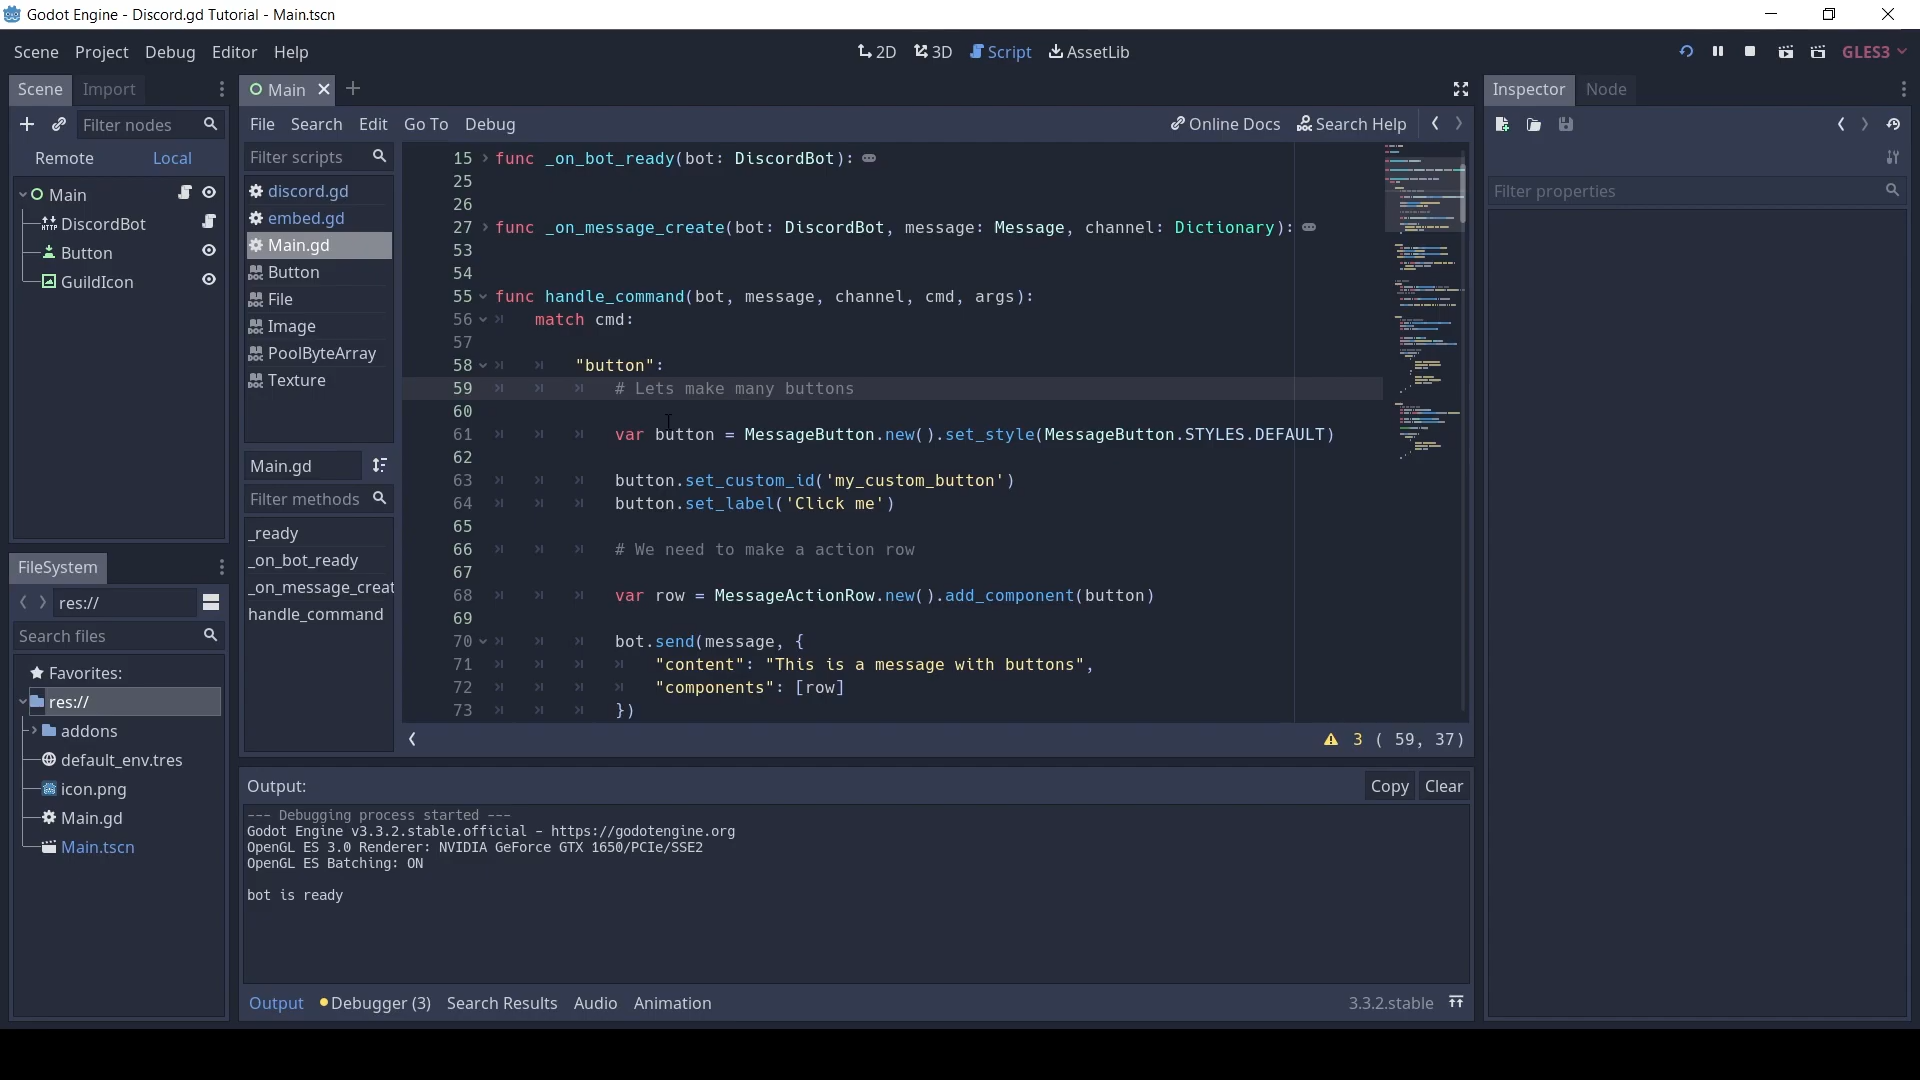 Godot Engine - Discord.gd Tutorial - Main.tscn
Scene Project Debug Editor Help
2D 3D Script AssetLib
GLES3
Scene Import
Filter nodes
Remote Local
Main
DiscordBot
Button
GuildIcon
FileSystem
res://
Search files
Favorites:
res://
addons
default_env.tres
icon.png
Main.gd
Main.tscn
Main
File Search Edit Go To Debug
Online Docs Search Help
Filter scripts
discord.gd
embed.gd
Main.gd
Button
File
Image
PoolByteArray
Texture
Main.gd
Filter methods
_ready
_on_bot_ready
_on_message_creat
handle_command
15 func _on_bot_ready(bot: DiscordBot):
25
26
27 func _on_message_create(bot: DiscordBot, message: Message, channel: Dictionary):
53
54
55 func handle_command(bot, message, channel, cmd, args):
56 match cmd:
57
58 "button":
59 # Lets make many buttons
60
61 var button = MessageButton.new().set_style(MessageButton.STYLES.DEFAULT)
62
63 button.set_custom_id('my_custom_button')
64 button.set_label('Click me')
65
66 # We need to make a action row
67
68 var row = MessageActionRow.new().add_component(button)
69
70 bot.send(message, {
71 "content": "This is a message with buttons",
72 "components": [row]
73 })
3 ( 59, 37)
Output:
Copy Clear
--- Debugging process started ---
Godot Engine v3.3.2.stable.official - https://godotengine.org
OpenGL ES 3.0 Renderer: NVIDIA GeForce GTX 1650/PCIe/SSE2
OpenGL ES Batching: ON
bot is ready
Output Debugger (3) Search Results Audio Animation
3.3.2.stable
Inspector Node
Filter properties